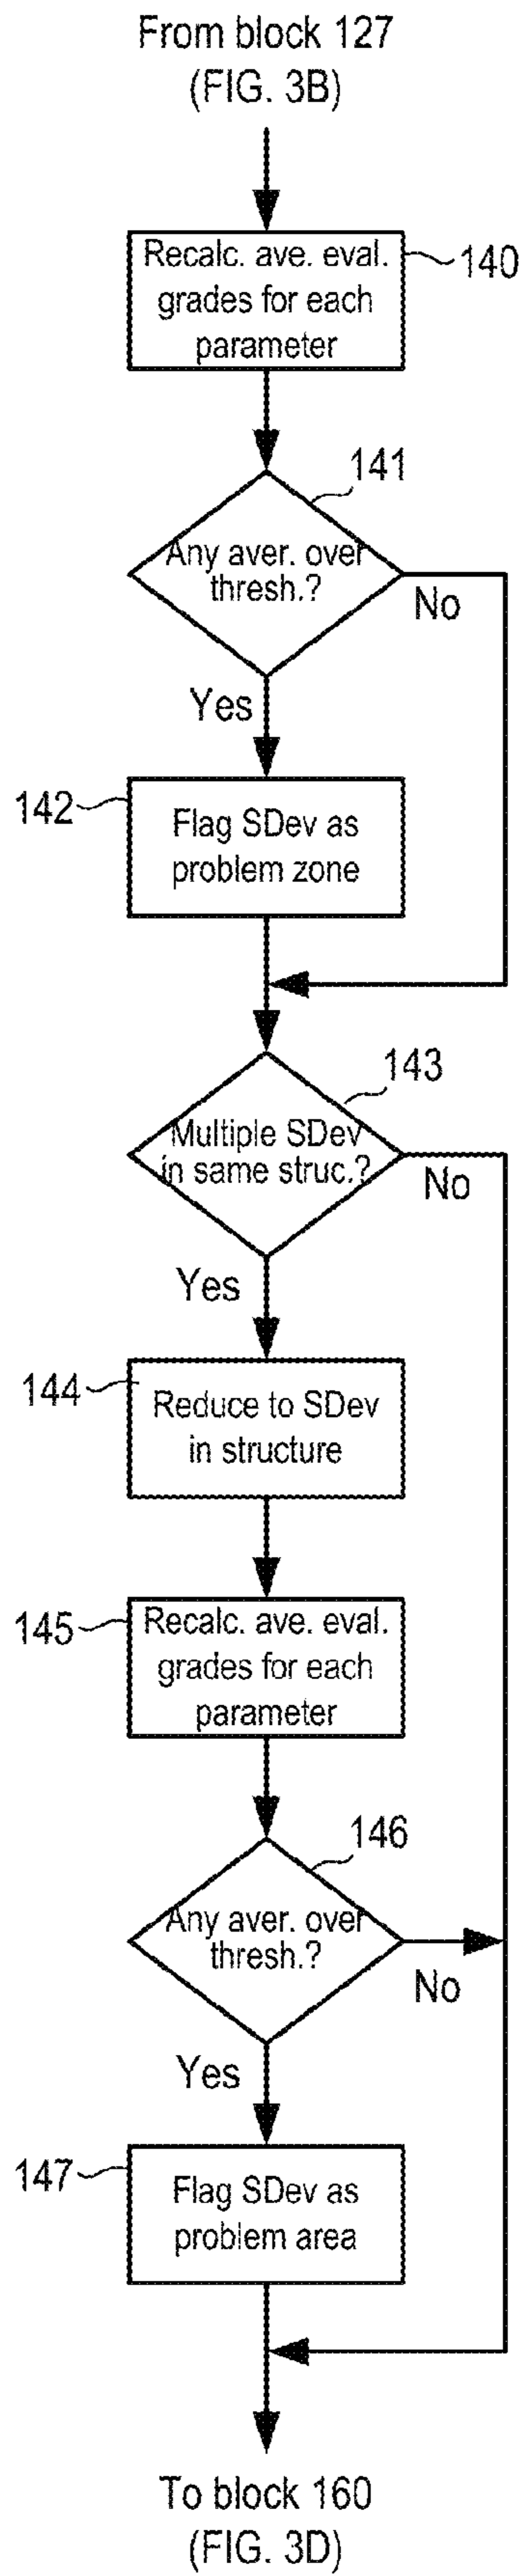 From block 127
(FIG. 3B)
Recalc. ave. eval.
grades for each
parameter
140
141
Any aver. over
thresh.?
No
Yes
142
Flag SDev as
problem zone
143
Multiple SDev
in same struc.?
No
Yes
144
Reduce to SDev
in structure
145
Recalc. ave. eval.
grades for each
parameter
146
Any aver. over
thresh.?
No
Yes
147
Flag SDev as
problem area
To block 160
(FIG. 3D)